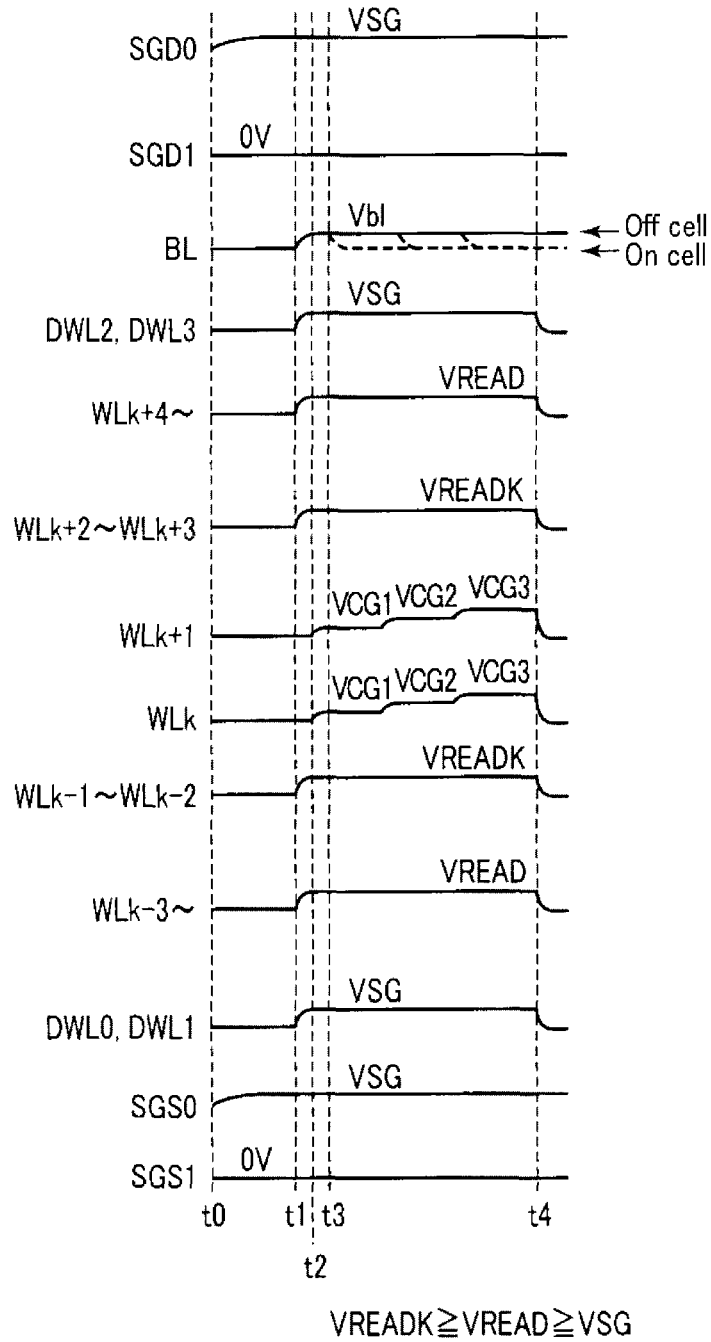 VSG
SGD0
0V
SGD1
Vbl
Off cell
BL
On cell
VSG
DWL2, DWL3
VREAD
WLk+4~
VREADK
WLk+2~WLk+3
VCG1 VCG2 VCG3
WLk+1
VCG1 VCG2 VCG3
WLk
VREADK
WLk-1~WLk-2
VREAD
WLk-3~
VSG
DWL0, DWL1
VSG
SGS0
0V
SGS1
t0 t1 t3 t4
t2
VREADK≧VREAD≧VSG